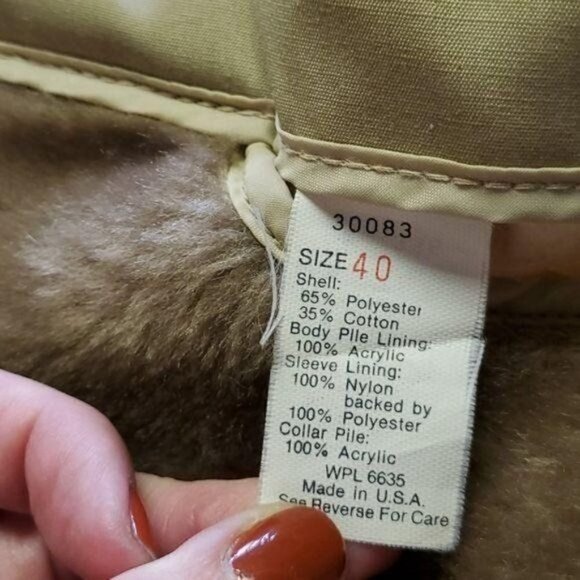 30083
SIZE 40
Shell:
65% Polyester
35% Cotton
Body Pile Lining:
100% Acrylic
Sleeve Lining:
100% Nylon
backed by
100% Polyester
Collar Pile:
100% Acrylic
WPL 6635
Made in U.S.A.
See Reverse For Care